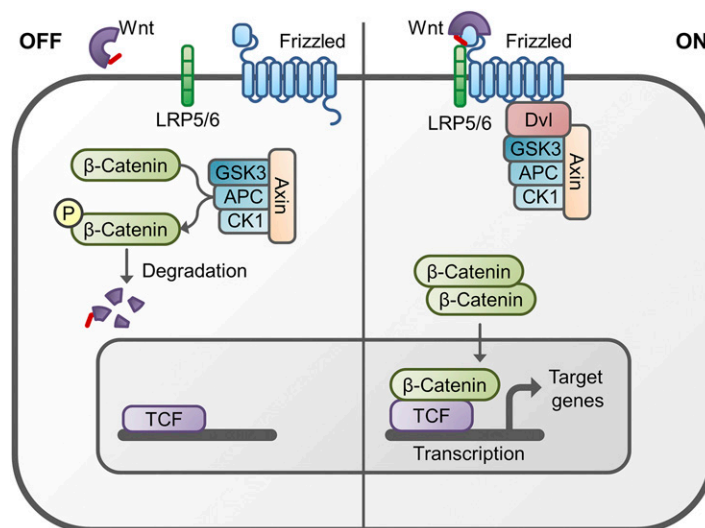 OFF
Wnt
Frizzled
LRP5/6
β-Catenin
GSK3
APC
CK1
Axin
P
β-Catenin
Degradation
TCF
ON
Wnt
Frizzled
LRP5/6
Dvl
GSK3
APC
CK1
Axin
β-Catenin
β-Catenin
β-Catenin
TCF
Target
genes
Transcription